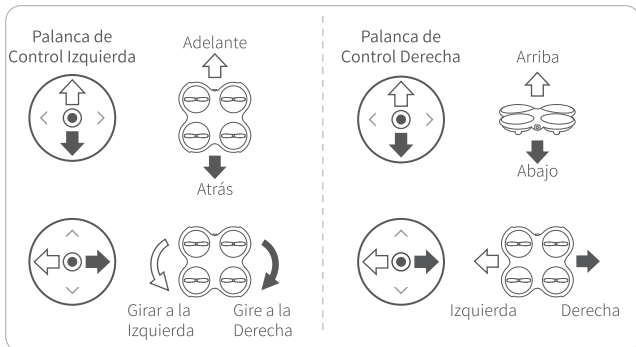 Palanca de
Control Izquierda
Adelante
Atrás
Girar a la
Izquierda
Gire a la
Derecha
Palanca de
Control Derecha
Arriba
Abajo
Izquierda
Derecha